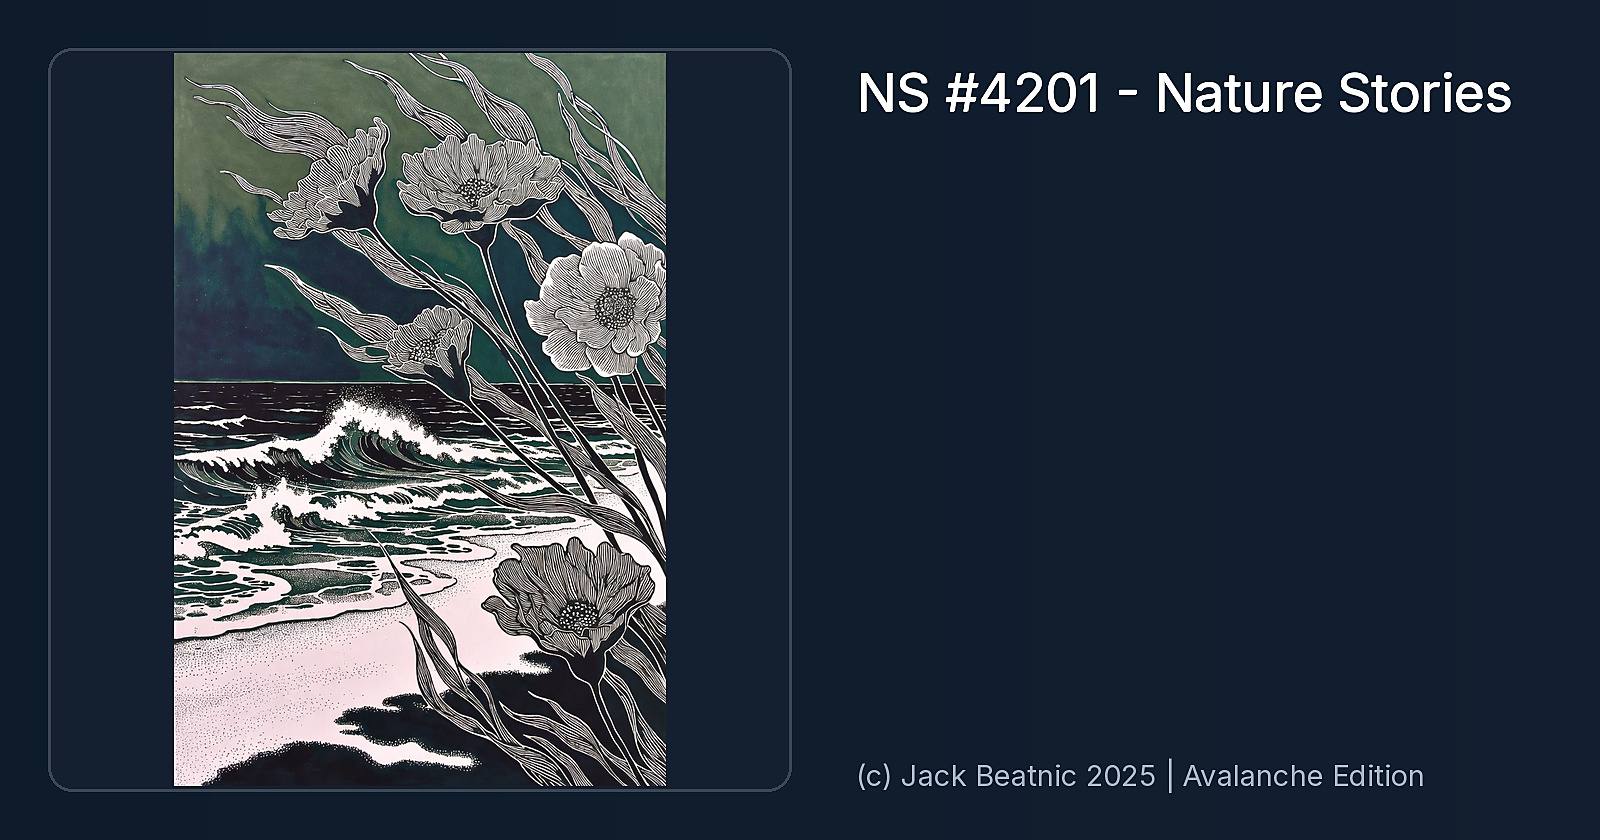 NS #4201 - Nature Stories
(c) Jack Beatnic 2025 | Avalanche Edition